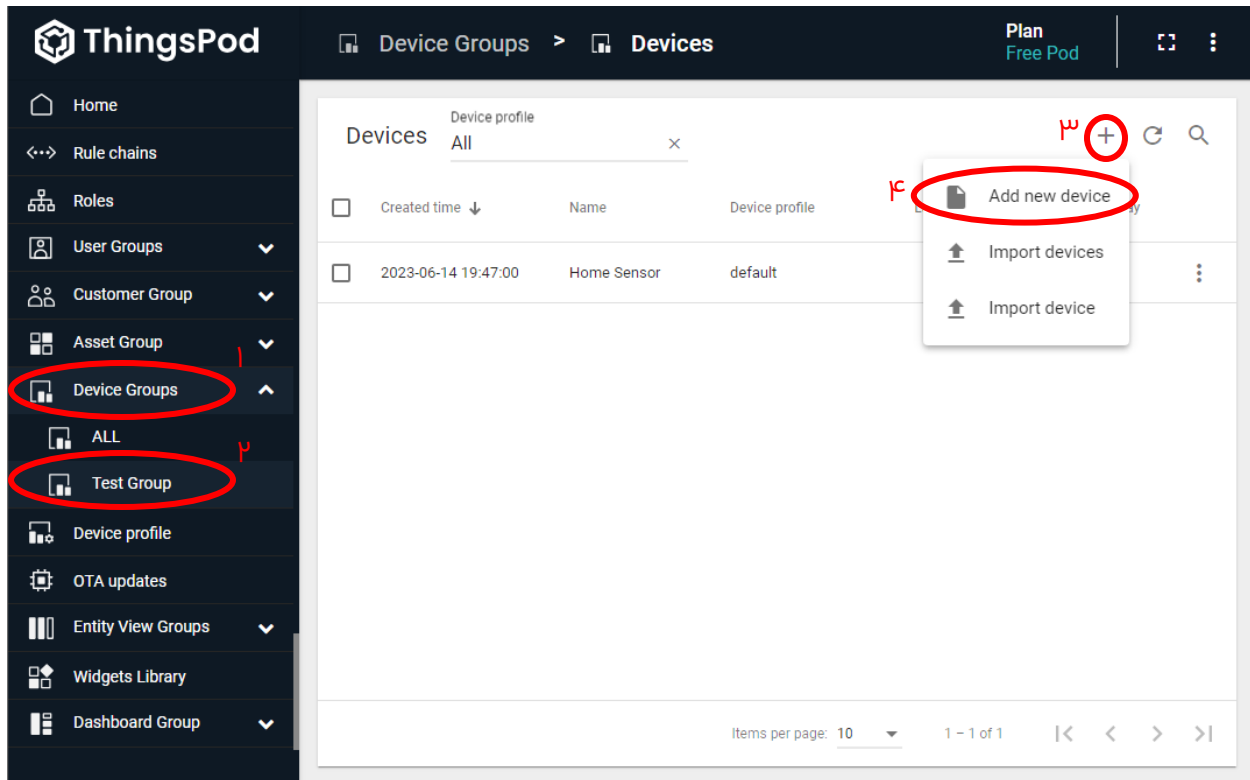 ThingsPod
Device Groups > Devices
Plan
Free Pod
Home
Rule chains
Roles
User Groups
Customer Group
Asset Group
۱
Device Groups
ALL
۲
Test Group
Device profile
OTA updates
Entity View Groups
Widgets Library
Dashboard Group
Devices
Device profile
All
۳
۴
Add new device
Import devices
Import device
Created time Name Device profile
2023-06-14 19:47:00 Home Sensor default
Items per page: 10 1 – 1 of 1